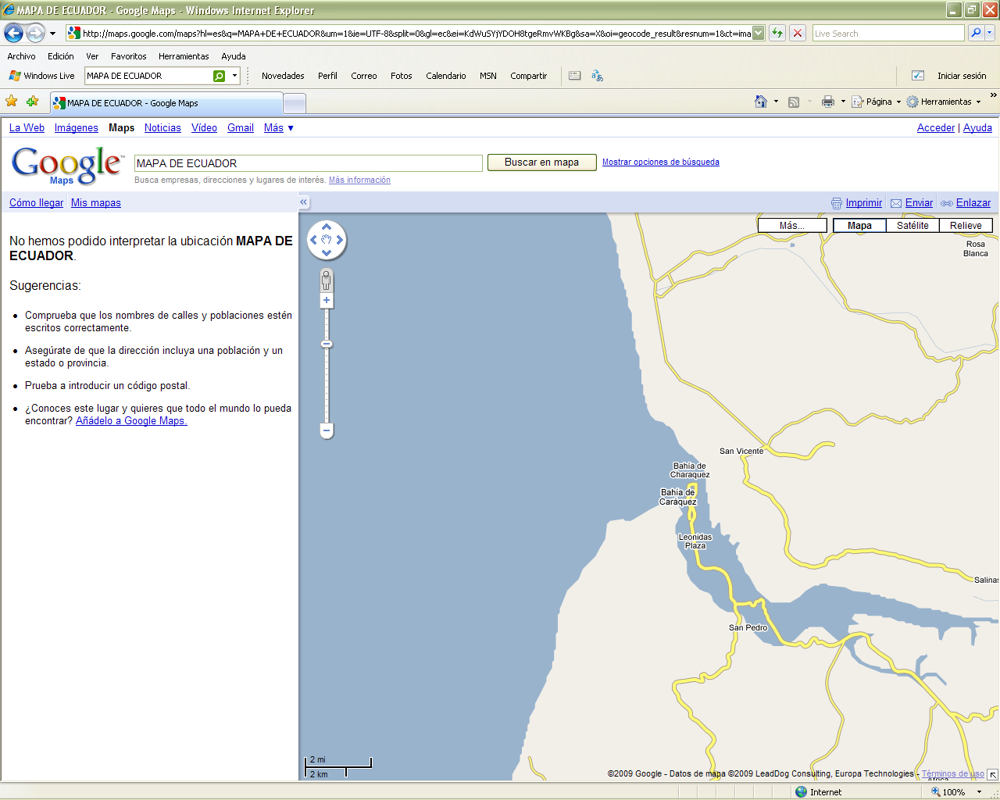 MAPA DE ECUADOR - Google Maps - Windows Internet Explorer
http://maps.google.com/maps?hl=es&q=MAPA+DE+ECUADOR&um=1&ie=UTF-8&split=0&gl=ec&ei=KdWuSYjYDOH8tgeRmvWKBg&sa=X&oi=geocode_result&resnum=1&ct=ima
Live Search
Archivo Edición Ver Favoritos Herramientas Ayuda
Windows Live MAPA DE ECUADOR Novedades Perfil Correo Fotos Calendario MSN Compartir Iniciar sesión
MAPA DE ECUADOR - Google Maps Página Herramientas
La Web Imágenes Maps Noticias Vídeo Gmail Más ▼ Acceder | Ayuda
Google™ Maps
MAPA DE ECUADOR Buscar en mapa Mostrar opciones de búsqueda
Busca empresas, direcciones y lugares de interés. Más información
Cómo llegar Mis mapas « Imprimir Enviar Enlazar
No hemos podido interpretar la ubicación MAPA DE
ECUADOR.
Sugerencias:
Comprueba que los nombres de calles y poblaciones estén
escritos correctamente.
Asegúrate de que la dirección incluya una población y un
estado o provincia.
Prueba a introducir un código postal.
¿Conoces este lugar y quieres que todo el mundo lo pueda
encontrar? Añádelo a Google Maps.
Más... Mapa Satélite Relieve
Rosa
Blanca
San Vicente
Bahía de
Charaquez
Bahía de
Caráquez
Leonidas
Plaza
Salinas
San Pedro
2 mi
2 km
©2009 Google - Datos de mapa ©2009 LeadDog Consulting, Europa Technologies - Términos de uso
Internet 100%